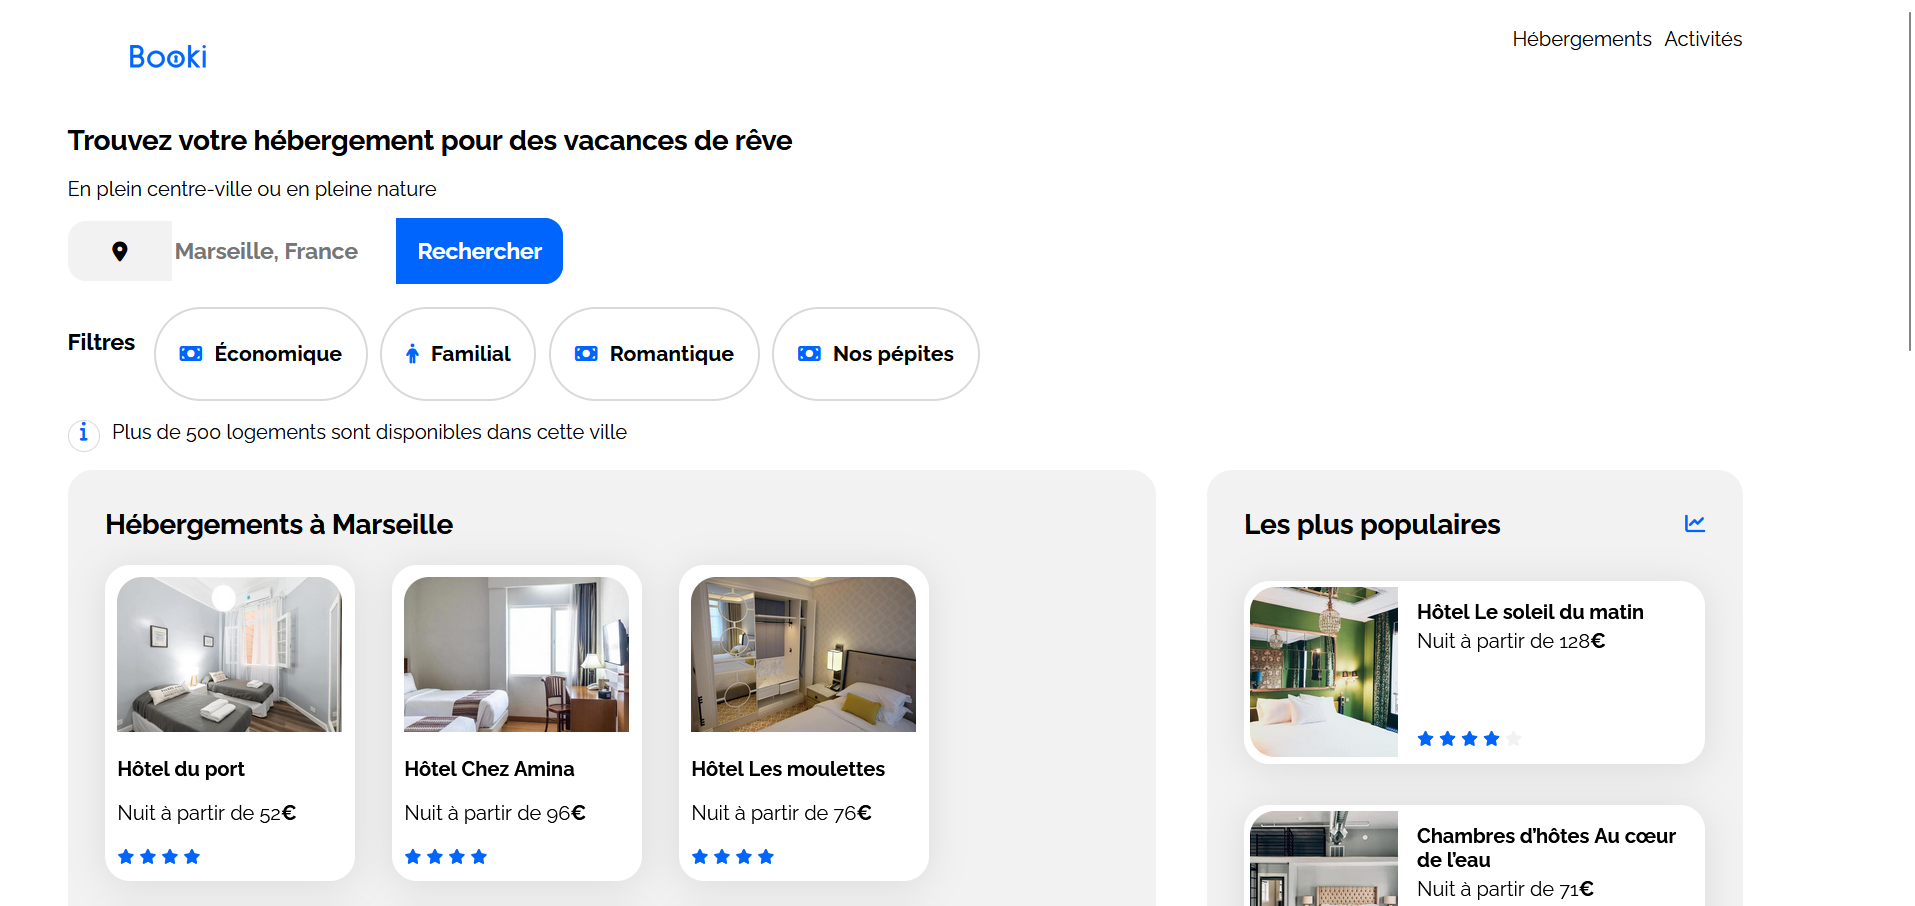 Booki
Hébergements Activités
Trouvez votre hébergement pour des vacances de rêve
En plein centre-ville ou en pleine nature
Marseille, France
Rechercher
Filtres
Économique
Familial
Romantique
Nos pépites
Plus de 500 logements sont disponibles dans cette ville
Hébergements à Marseille
Hôtel du port
Nuit à partir de 52€
Hôtel Chez Amina
Nuit à partir de 96€
Hôtel Les moulettes
Nuit à partir de 76€
Les plus populaires
Hôtel Le soleil du matin
Nuit à partir de 128€
Chambres d’hôtes Au cœur
de l’eau
Nuit à partir de 71€